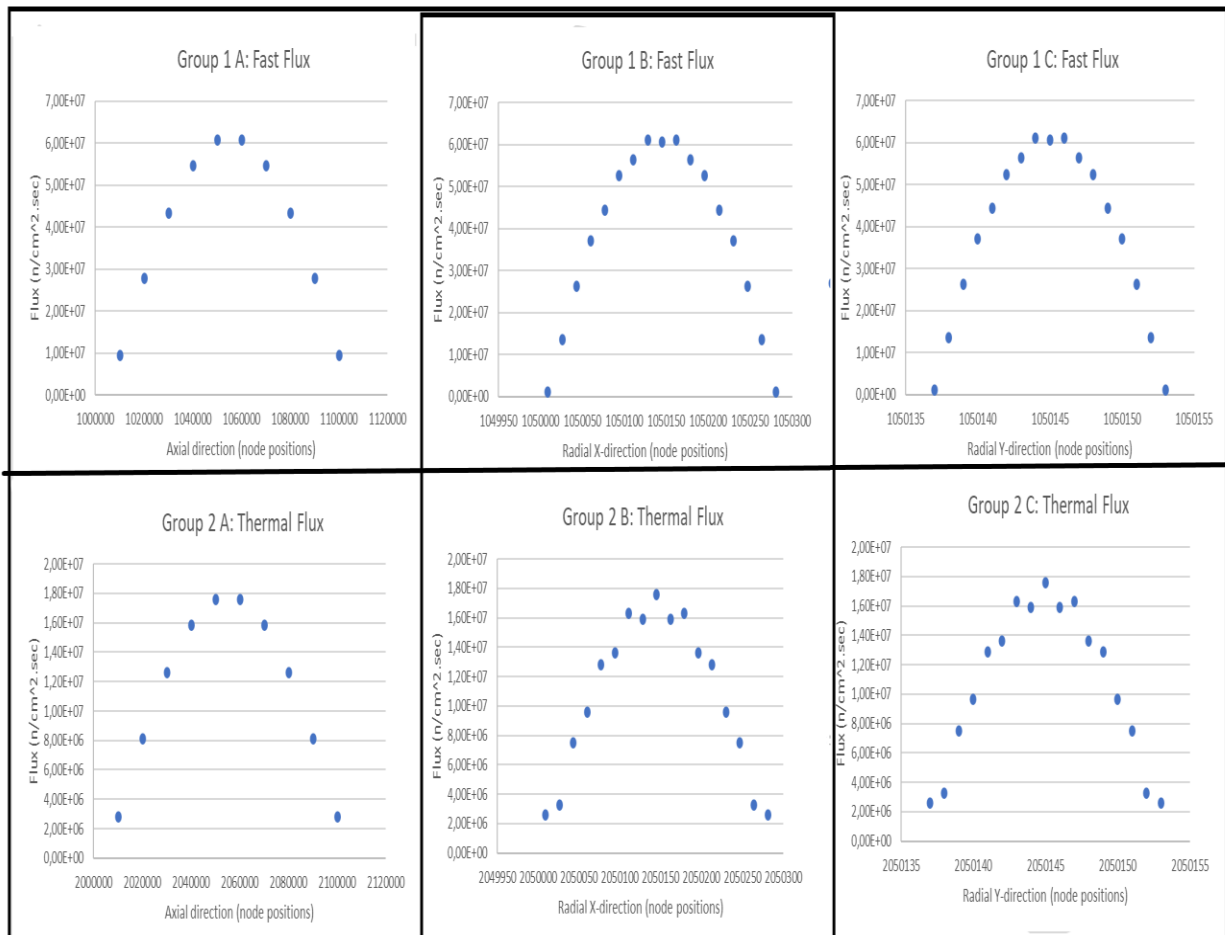 Group 1 A: Fast Flux
7,00E+07
6,00E+07
5,00E+07
4,00E+07
3,00E+07
2,00E+07
1,00E+07
0,00E+00
Flux (n/cm^2.sec)
1000000 1020000 1040000 1060000 1080000 1100000 1120000
Axial direction (node positions)
Group 1 B: Fast Flux
7,00E+07
6,00E+07
5,00E+07
4,00E+07
3,00E+07
2,00E+07
1,00E+07
0,00E+00
Flux (n/cm^2.sec)
1049950 1050000 1050050 1050100 1050150 1050200 1050250 1050300
Radial X-direction (node positions)
Group 1 C: Fast Flux
7,00E+07
6,00E+07
5,00E+07
4,00E+07
3,00E+07
2,00E+07
1,00E+07
0,00E+00
Flux (n/cm^2.sec)
1050135 1050140 1050145 1050150 1050155
Radial Y-direction (node positions)
Group 2 A: Thermal Flux
2,00E+07
1,80E+07
1,60E+07
1,40E+07
1,20E+07
1,00E+07
8,00E+06
6,00E+06
4,00E+06
2,00E+06
0,00E+00
Flux (n/cm^2.sec)
2000000 2020000 2040000 2060000 2080000 2100000 2120000
Axial direction (node positions)
Group 2 B: Thermal Flux
2,00E+07
1,80E+07
1,60E+07
1,40E+07
1,20E+07
1,00E+07
8,00E+06
6,00E+06
4,00E+06
2,00E+06
0,00E+00
Flux (n/cm^2.sec)
2049950 2050000 2050050 2050100 2050150 2050200 2050250 2050300
Radial X-direction (node positions)
Group 2 C: Thermal Flux
2,00E+07
1,80E+07
1,60E+07
1,40E+07
1,20E+07
1,00E+07
8,00E+06
6,00E+06
4,00E+06
2,00E+06
0,00E+00
Flux (n/cm^2.sec)
2050135 2050140 2050145 2050150 2050155
Radial Y-direction (node positions)